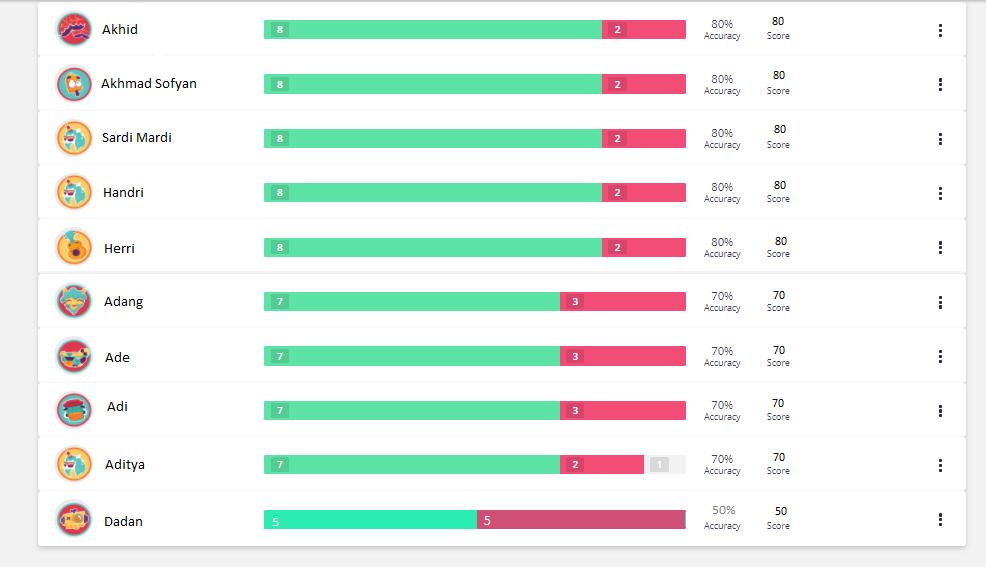 Akhid 8 2 80% 80
Accuracy Score
Akhmad Sofyan 8 2 80% 80
Accuracy Score
Sardi Mardi 8 2 80% 80
Accuracy Score
Handri 8 2 80% 80
Accuracy Score
Herri 8 2 80% 80
Accuracy Score
Adang 7 3 70% 70
Accuracy Score
Ade 7 3 70% 70
Accuracy Score
Adi 7 3 70% 70
Accuracy Score
Aditya 7 2 1 70% 70
Accuracy Score
Dadan 5 5 50% 50
Accuracy Score